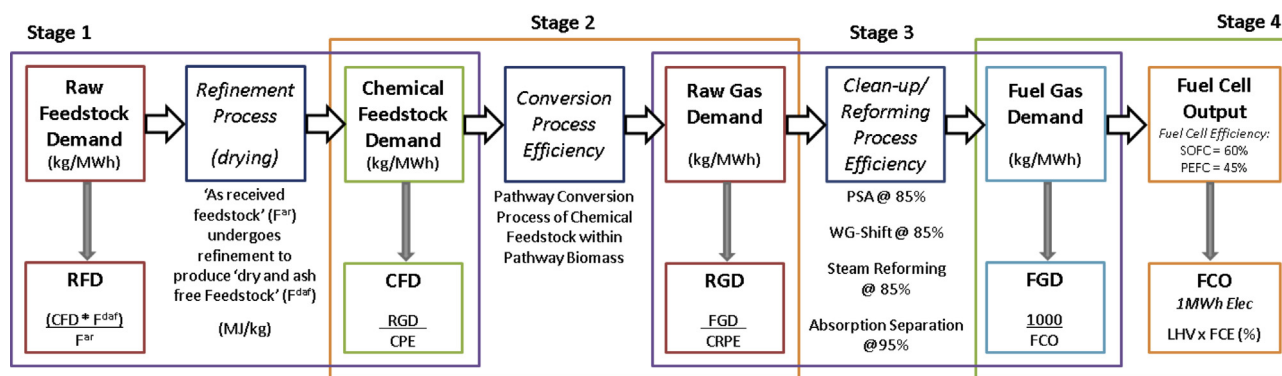 Stage 1
Stage 2
Stage 3
Stage 4
Raw
Feedstock
Demand
(kg/MWh)
Refinement
Process
(drying)
Chemical
Feedstock
Demand
(kg/MWh)
Conversion
Process
Efficiency
Raw Gas
Demand
(kg/MWh)
Clean-up/
Reforming
Process
Efficiency
Fuel Gas
Demand
(kg/MWh)
Fuel Cell
Output
Fuel Cell Efficiency:
SOFC = 60%
PEFC = 45%
'As received
feedstock' (Far)
undergoes
refinement to
produce 'dry and ash
free Feedstock' (Fdaf)
(MJ/kg)
Pathway Conversion
Process of Chemical
Feedstock within
Pathway Biomass
PSA @ 85%
WG-Shift @ 85%
Steam Reforming
@ 85%
Absorption Separation
@95%
RFD
(CFD * Fdaf)
Far
CFD
RGD
CPE
RGD
FGD
CRPE
FGD
1000
FCO
FCO
1MWh Elec
LHV x FCE (%)